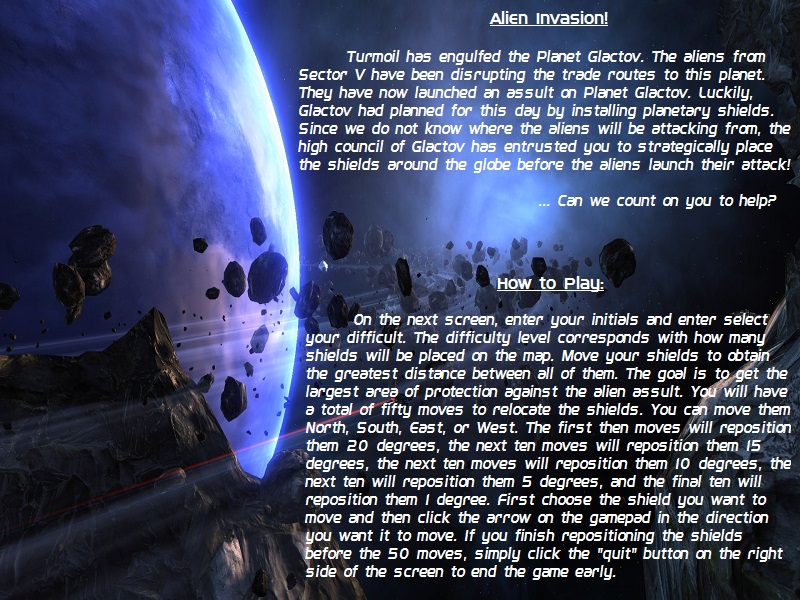 Alien Invasion!
Turmoil has engulfed the Planet Glactov. The aliens from
Sector V have been disrupting the trade routes to this planet.
They have now launched an assult on Planet Glactov. Luckily,
Glactov had planned for this day by installing planetary shields.
Since we do not know where the aliens will be attacking from, the
high council of Glactov has entrusted you to strategically place
the shields around the globe before the aliens launch their attack!
... Can we count on you to help?
How to Play:
On the next screen, enter your initials and enter select
your difficult. The difficulty level corresponds with how many
shields will be placed on the map. Move your shields to obtain
the greatest distance between all of them. The goal is to get the
largest area of protection against the alien assult. You will have
a total of fifty moves to relocate the shields. You can move them
North, South, East, or West. The first then moves will reposition
them 20 degrees, the next ten moves will reposition them 15
degrees, the next ten moves will reposition them 10 degrees, the
next ten will reposition them 5 degrees, and the final ten will
reposition them 1 degree. First choose the shield you want to
move and then click the arrow on the gamepad in the direction
you want it to move. If you finish repositioning the shields
before the 50 moves, simply click the "quit" button on the right
side of the screen to end the game early.